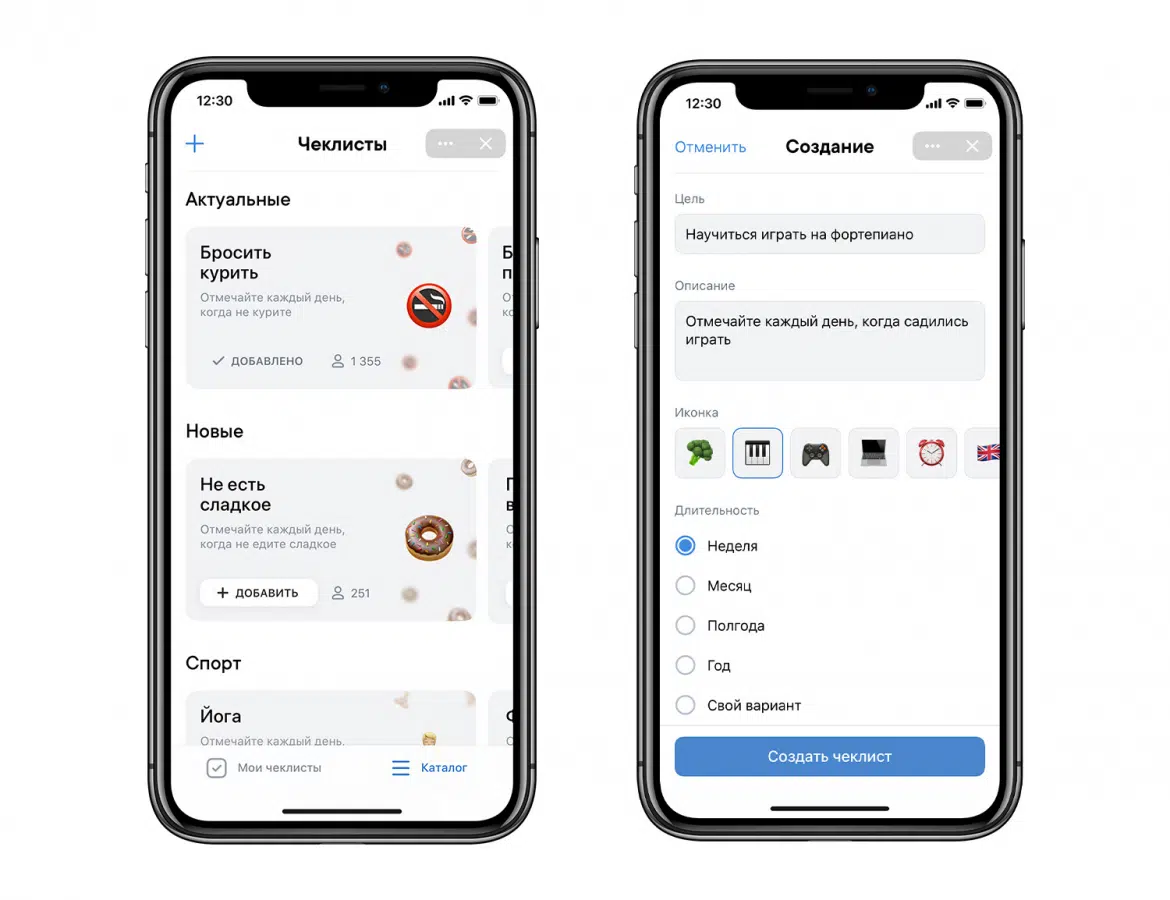 12:30
Чеклисты
Актуальные
Бросить
курить
Отмечайте каждый день,
когда не курите
ДОБАВЛЕНО
1 355
Новые
Не есть
сладкое
Отмечайте каждый день,
когда не едите сладкое
ДОБАВИТЬ
251
Спорт
Йога
Отмечайте каждый день,
Мои чеклисты
Каталог
12:30
Отменить
Создание
Цель
Научиться играть на фортепиано
Описание
Отмечайте каждый день, когда садились
играть
Иконка
Длительность
Неделя
Месяц
Полгода
Год
Свой вариант
Создать чеклист